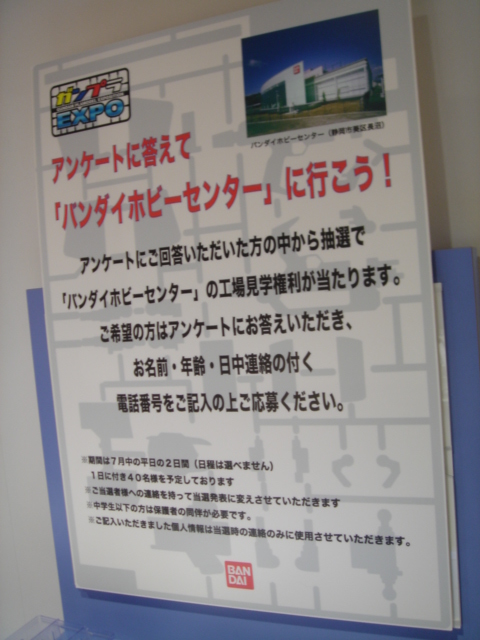 ガンプラ
EXPO
バンダイホビーセンター（静岡市葵区長沼）
アンケートに答えて
「バンダイホビーセンター」に行こう！
アンケートにご回答いただいた方の中から抽選で
「バンダイホビーセンター」の工場見学権利が当たります。
ご希望の方はアンケートにお答えいただき、
お名前・年齢・日中連絡の付く
電話番号をご記入の上ご応募ください。
※期間は７月中の平日の２日間（日程は選べません）
１日に付き４０名様を予定しております
※ご当選者様への連絡を持って当選発表に変えさせていただきます
※中学生以下の方は保護者の同伴が必要です。
※ご記入いただきました個人情報は当選時の連絡のみに使用させていただきます。
BAN
DAI